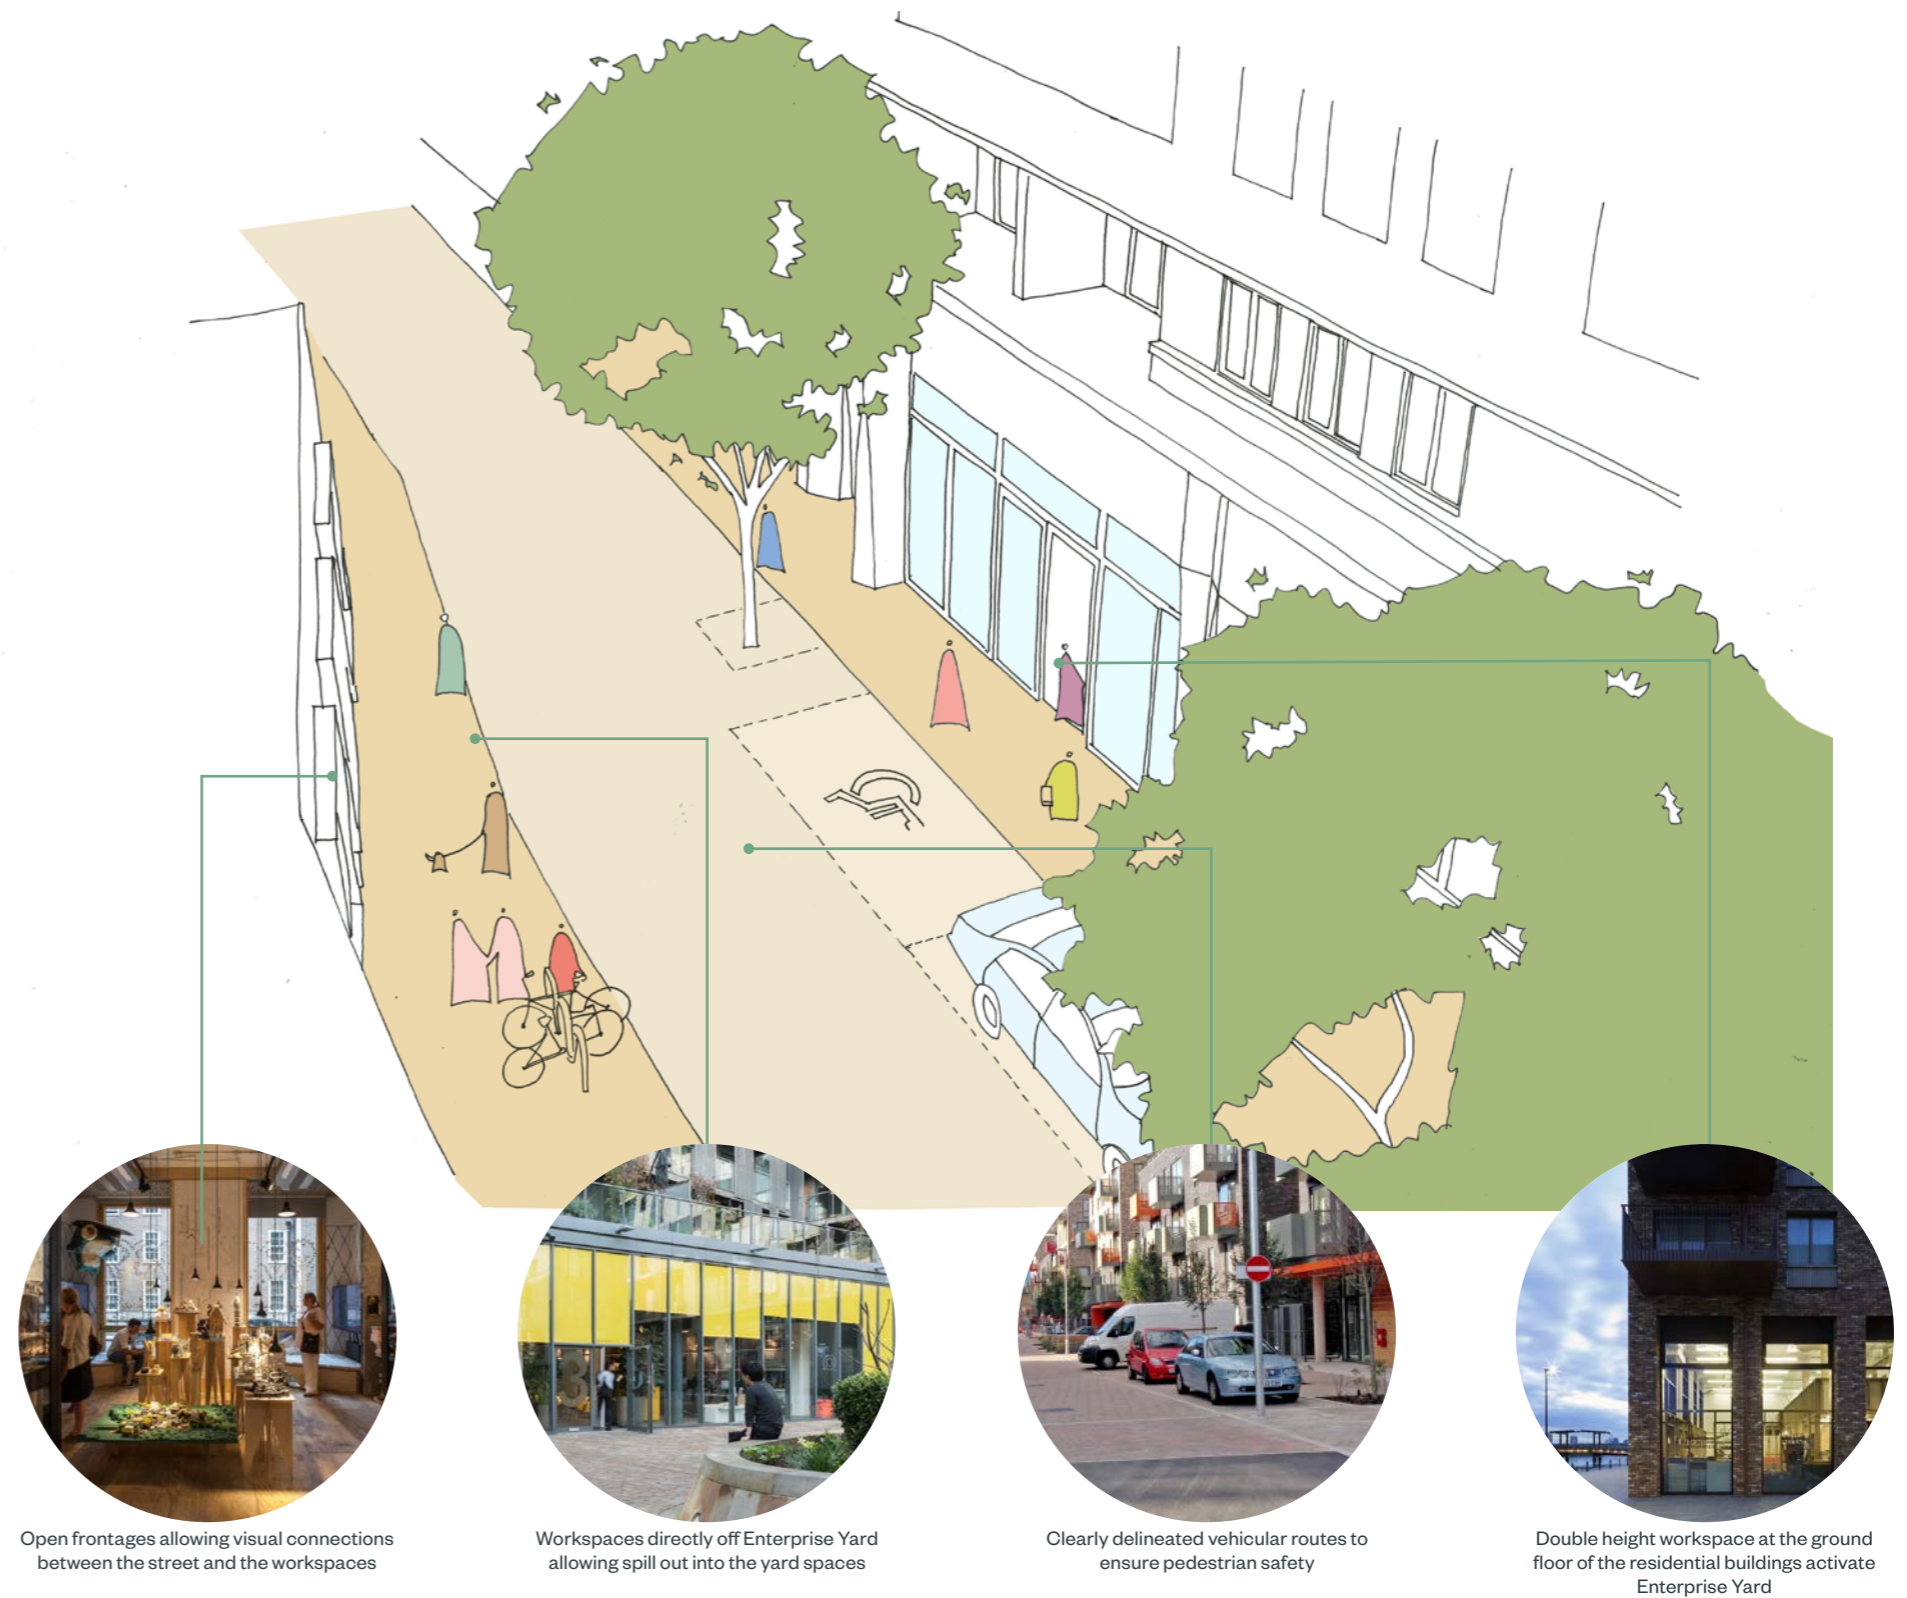 Open frontages allowing visual connections
between the street and the workspaces
Workspaces directly off Enterprise Yard
allowing spill out into the yard spaces
Clearly delineated vehicular routes to
ensure pedestrian safety
Double height workspace at the ground
floor of the residential buildings activate
Enterprise Yard
3